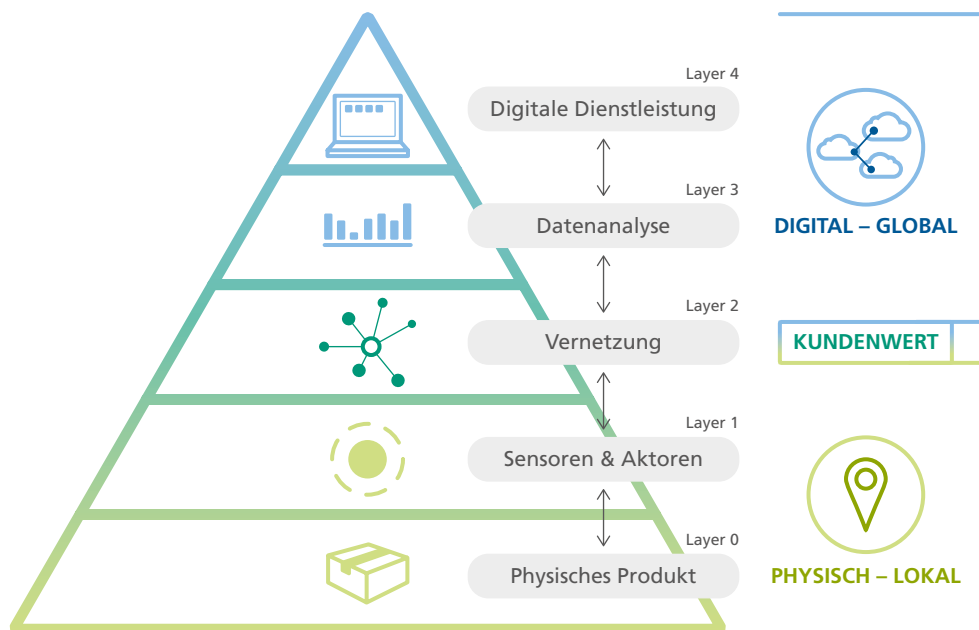 Layer 4
Digitale Dienstleistung
Layer 3
Datenanalyse
DIGITAL – GLOBAL
Layer 2
Vernetzung
KUNDENWERT
Layer 1
Sensoren & Aktoren
Layer 0
Physisches Produkt
PHYSISCH – LOKAL